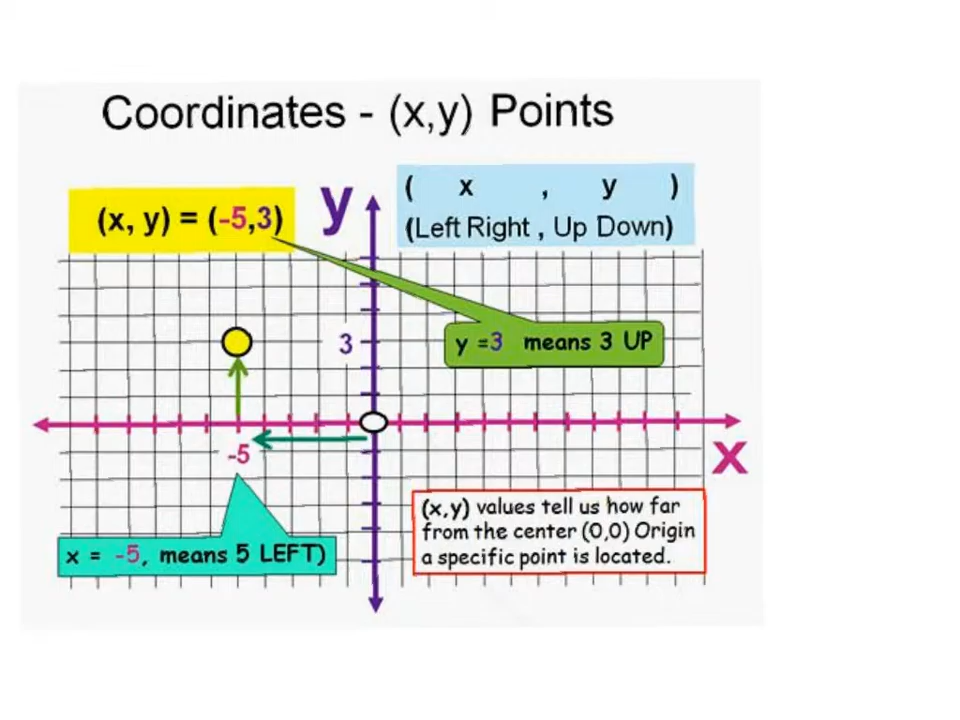 Coordinates - (x,y) Points
(x, y) = (-5,3)
y
( x , y )
(Left Right , Up Down)
3
y =3 means 3 UP
-5
x
x = -5, means 5 LEFT)
(x,y) values tell us how far
from the center (0,0) Origin
a specific point is located.